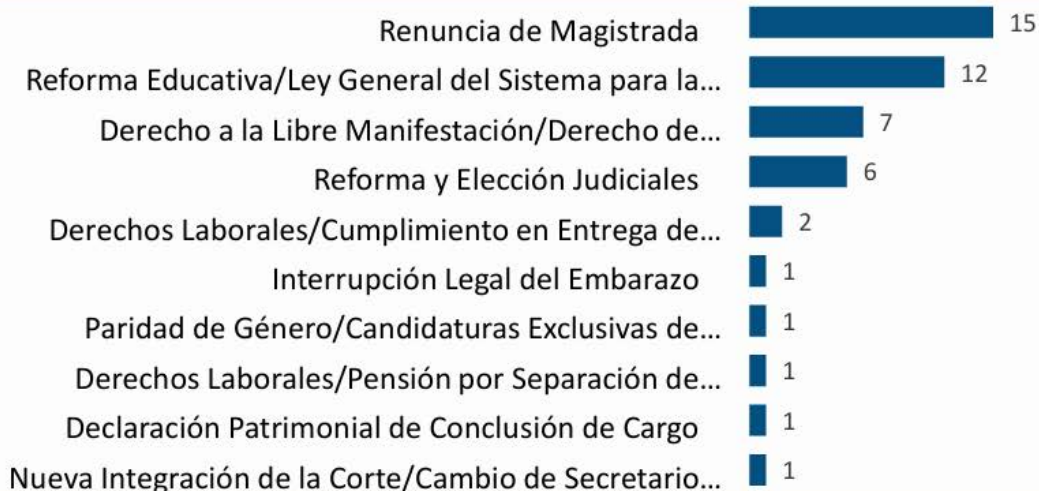 Renuncia de Magistrada 15
Reforma Educativa/Ley General del Sistema para la... 12
Derecho a la Libre Manifestación/Derecho de... 7
Reforma y Elección Judiciales 6
Derechos Laborales/Cumplimiento en Entrega de... 2
Interrupción Legal del Embarazo 1
Paridad de Género/Candidaturas Exclusivas de... 1
Derechos Laborales/Pensión por Separación de... 1
Declaración Patrimonial de Conclusión de Cargo 1
Nueva Integración de la Corte/Cambio de Secretario... 1